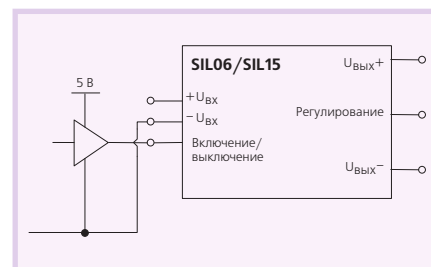 SIL06/SIL15
Uвых+
5 В
+Uвх
−Uвх
Регулирование
Включение/
выключение
Uвых−